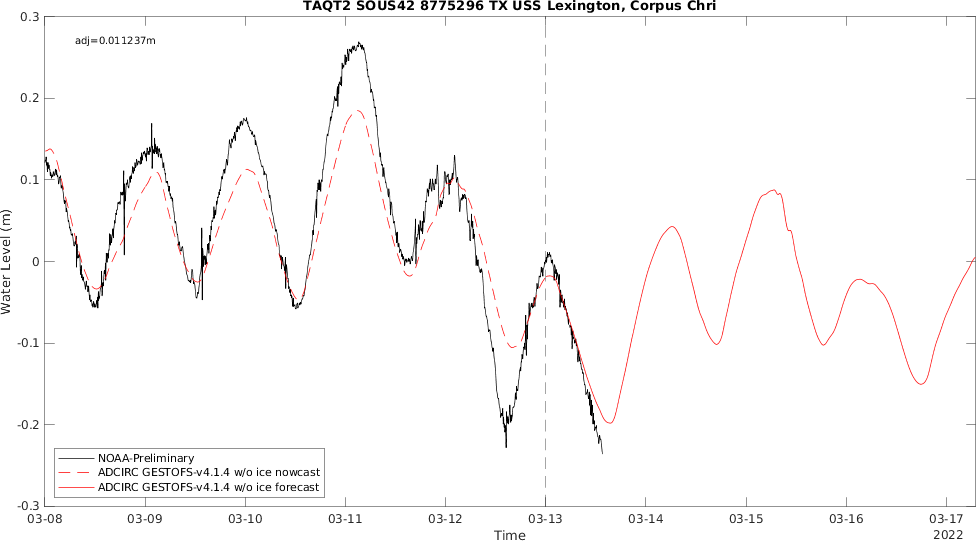 TAQT2 SOUS42 8775296 TX USS Lexington, Corpus Chri
adj=0.011237m
0.3
0.2
0.1
0
-0.1
-0.2
-0.3
Water Level (m)
NOAA-Preliminary
ADCIRC GESTOFS-v4.1.4 w/o ice nowcast
ADCIRC GESTOFS-v4.1.4 w/o ice forecast
03-08 03-09 03-10 03-11 03-12 03-13 03-14 03-15 03-16 03-17
Time
2022